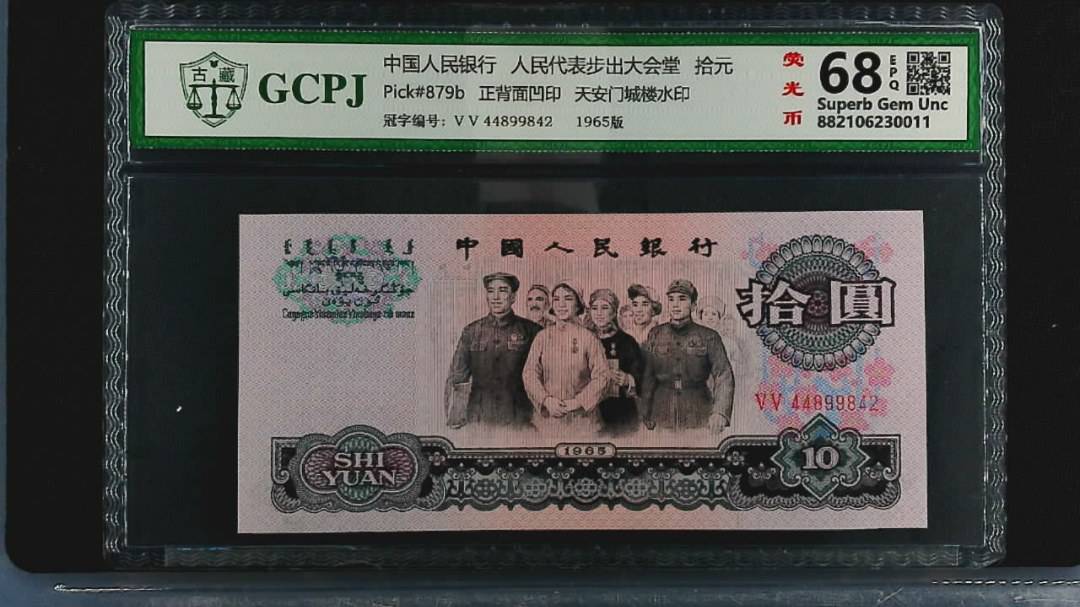 古藏
GCPJ
中国人民银行 人民代表步出大会堂 拾元
Pick#879b 正背面凹印 天安门城楼水印
冠字编号：VV 44899842 1965版
荧光币
68 EPQ
Superb Gem Unc
882106230011
中國人民銀行
拾圓
VV 44899842
1965
SHI
YUAN
10